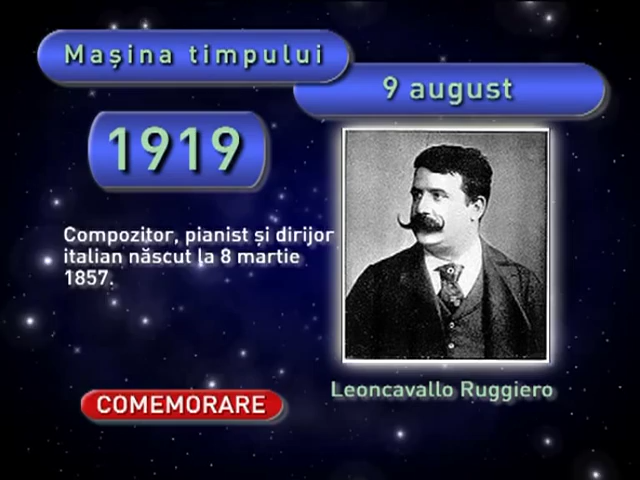 Mașina timpului
9 august
1919
Compozitor, pianist și dirijor
italian născut la 8 martie
1857.
Leoncavallo Ruggiero
COMEMORARE